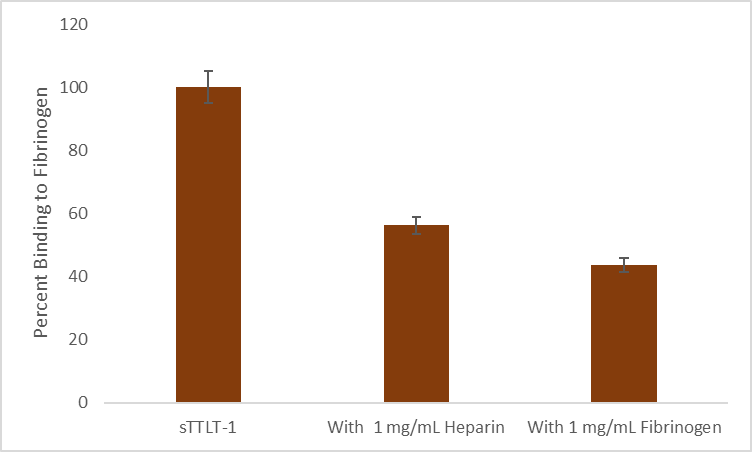 120
100
80
60
40
20
0
Percent Binding to Fibrinogen
sTTLT-1
With 1 mg/mL Heparin
With 1 mg/mL Fibrinogen